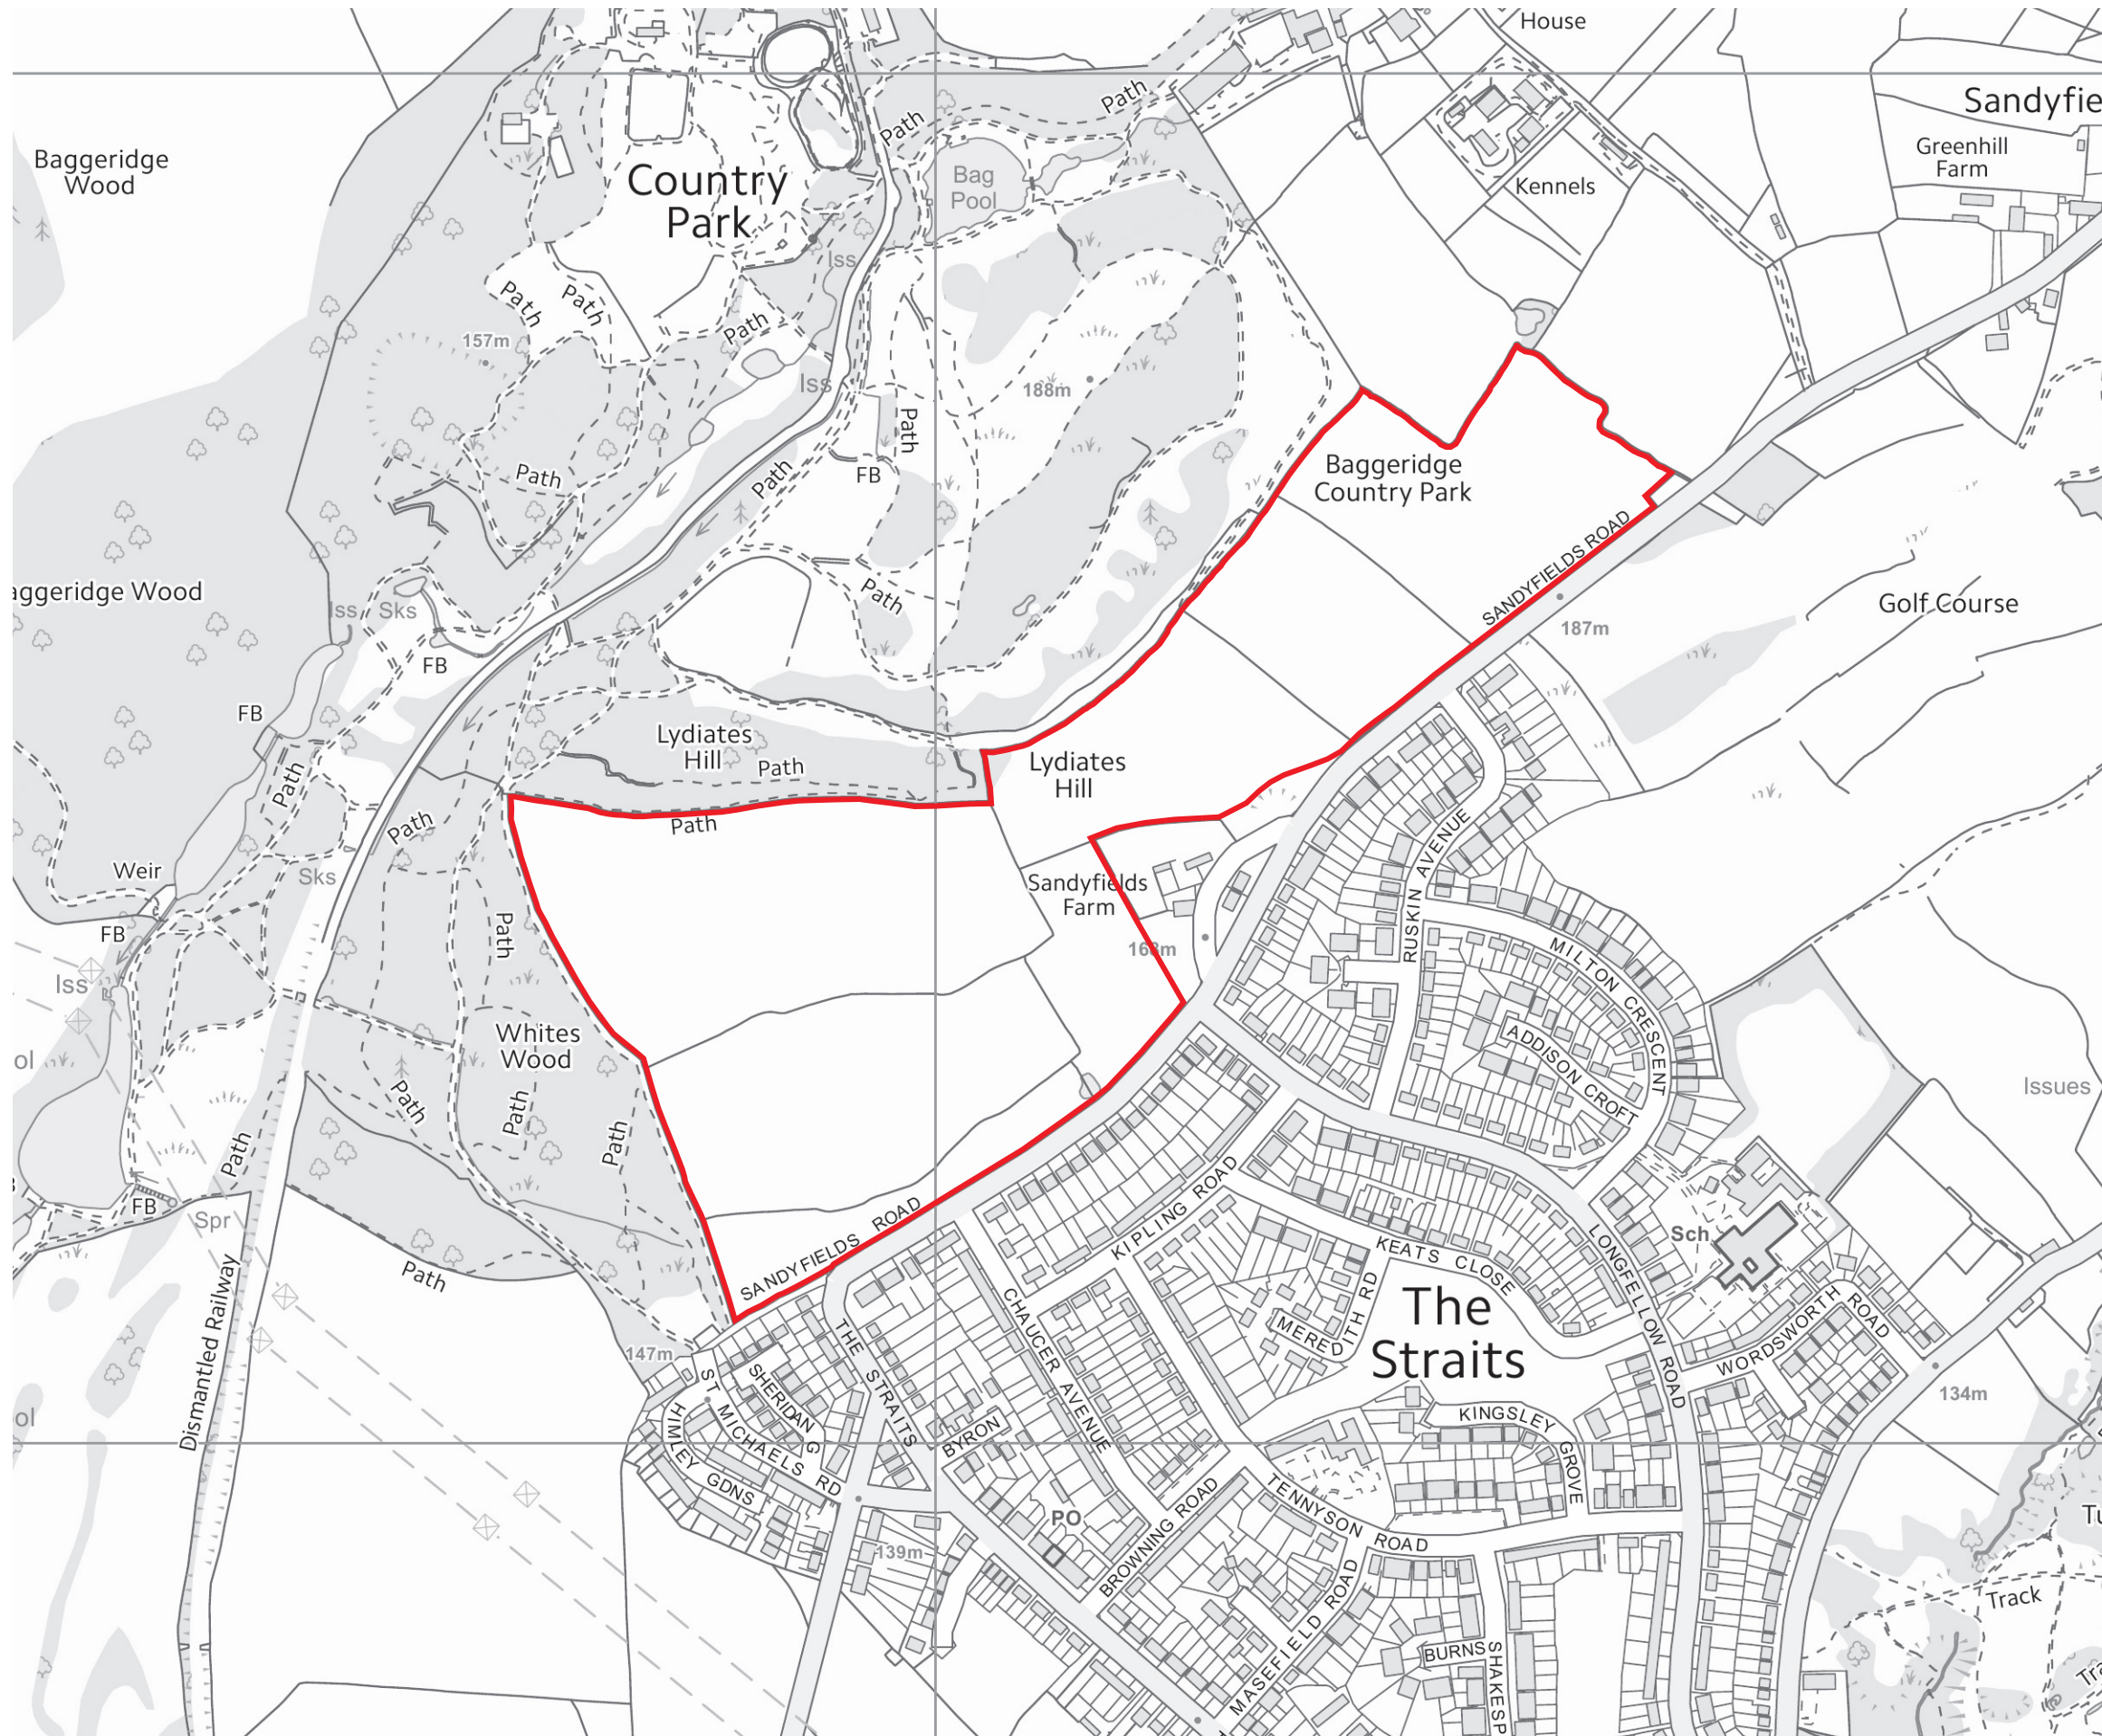 House
Sandyfie
Greenhill
Farm
Baggeridge
Wood
Country
Park
Path
Path
Bag
Pool
Kennels
Iss
Path
Path
Path
157m
Iss
188m
Path
FB
Path
Path
Baggeridge
Country Park
SANDYFIELDS ROAD
187m
Golf Course
aggeridge Wood
Iss
Sks
FB
Path
FB
Lydiates
Hill
Path
Lydiates
Hill
Path
Path
Path
Weir
Sks
FB
Iss
Path
Sandyfields
Farm
168m
RUSKIN AVENUE
MILTON CRESCENT
ADDISON CROFT
Whites
Wood
ol
Path
Path
Path
Path
Issues
FB
Spr
Path
SANDYFIELDS ROAD
KIPLING ROAD
KEATS CLOSE
LONGFELLOW ROAD
Sch
MEREDITH RD
The
Straits
WORDSWORTH ROAD
134m
Dismantled Railway
147m
ST MICHAELS RD
SHERIDAN G
HIMLEY GDNS
THE STRAITS
CHAUCER AVENUE
BYRON
KINGSLEY GROVE
ol
PO
139m
BROWNING ROAD
TENNYSON ROAD
MASEFIELD ROAD
BURNS
SHAKESP
Tu
Track
Tra